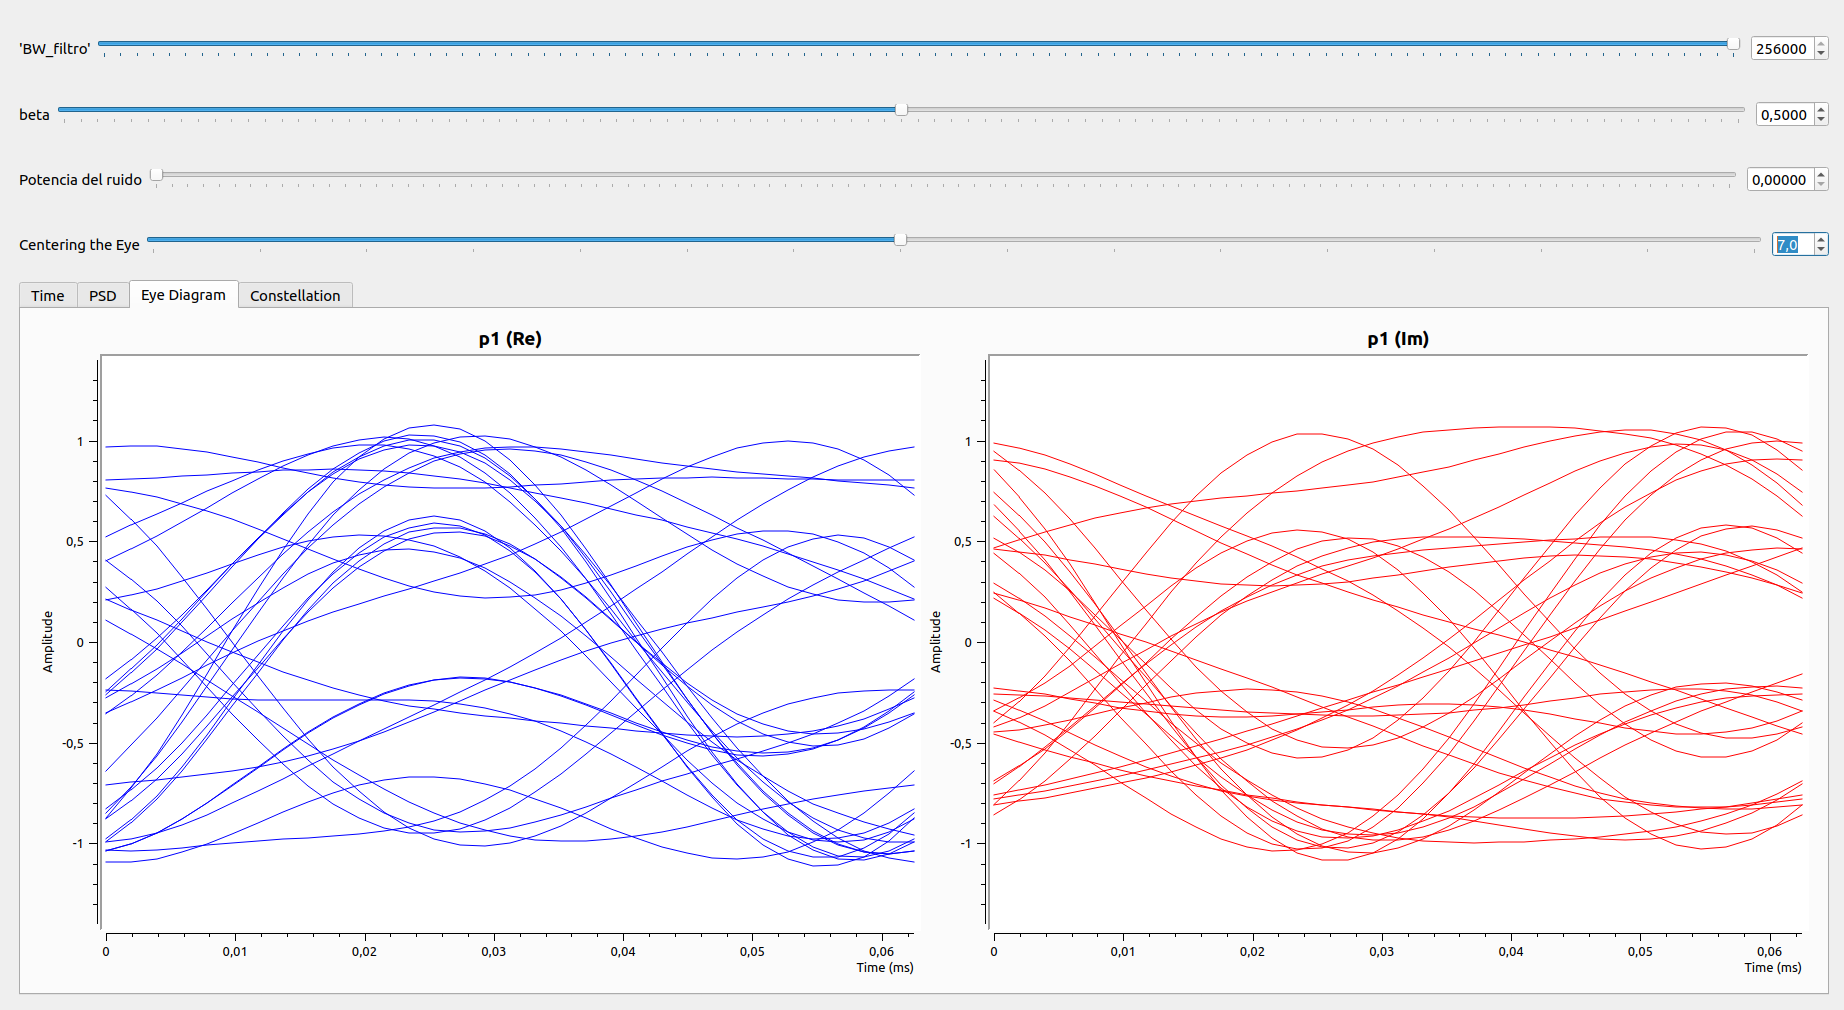 'BW_filtro' 256000
beta 0,5000
Potencia del ruido 0,00000
Centering the Eye 7,0
Time PSD Eye Diagram Constellation
p1 (Re)
1
0,5
0
-0,5
-1
Amplitude
0 0,01 0,02 0,03 0,04 0,05 0,06
Time (ms)
p1 (Im)
1
0,5
0
-0,5
-1
Amplitude
0 0,01 0,02 0,03 0,04 0,05 0,06
Time (ms)